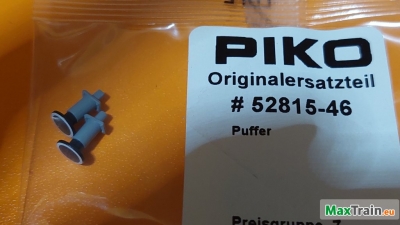 PIKO
Originalersatzteil
# 52815-46
Puffer
Preisgruppe 7
MaxTrain.eu